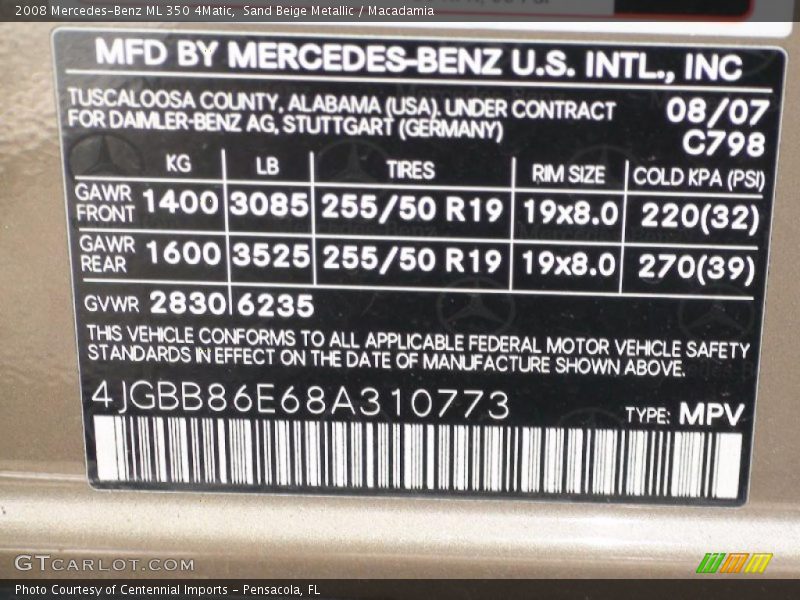 2008 Mercedes-Benz ML 350 4Matic, Sand Beige Metallic / Macadamia
MFD BY MERCEDES-BENZ U.S. INTL., INC
TUSCALOOSA COUNTY, ALABAMA (USA), UNDER CONTRACT 08/07
FOR DAIMLER-BENZ AG, STUTTGART (GERMANY) C798
KG LB TIRES RIM SIZE COLD KPA (PSI)
GAWR FRONT 1400 3085 255/50 R19 19x8.0 220(32)
GAWR REAR 1600 3525 255/50 R19 19x8.0 270(39)
GVWR 2830 6235
THIS VEHICLE CONFORMS TO ALL APPLICABLE FEDERAL MOTOR VEHICLE SAFETY
STANDARDS IN EFFECT ON THE DATE OF MANUFACTURE SHOWN ABOVE.
4JGBB86E68A310773 TYPE: MPV
GTCARLOT.COM
Photo Courtesy of Centennial Imports - Pensacola, FL